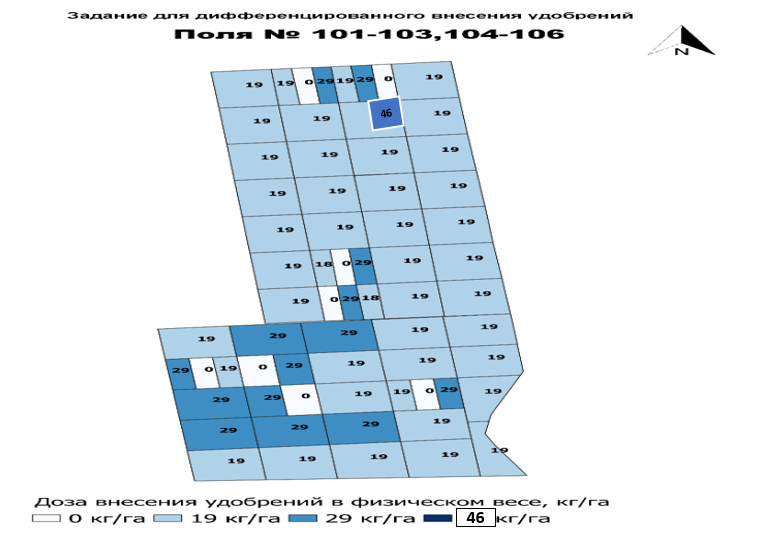 Задание для дифференцированного внесения удобрений
Поля № 101-103,104-106
N
19 19 0 29 19 29 0 19
19 19 46 19
19 19 19 19
19 19 19 19
19 19 19 19
19 18 0 29 19 19
19 0 29 18 19 19
19 29 29 19 19
29 0 19 0 29 19 19 19
29 29 0 19 19 0 29 19
29 29 29 19
19 19 19 19 19
Доза внесения удобрений в физическом весе, кг/га
0 кг/га 19 кг/га 29 кг/га 46 кг/га